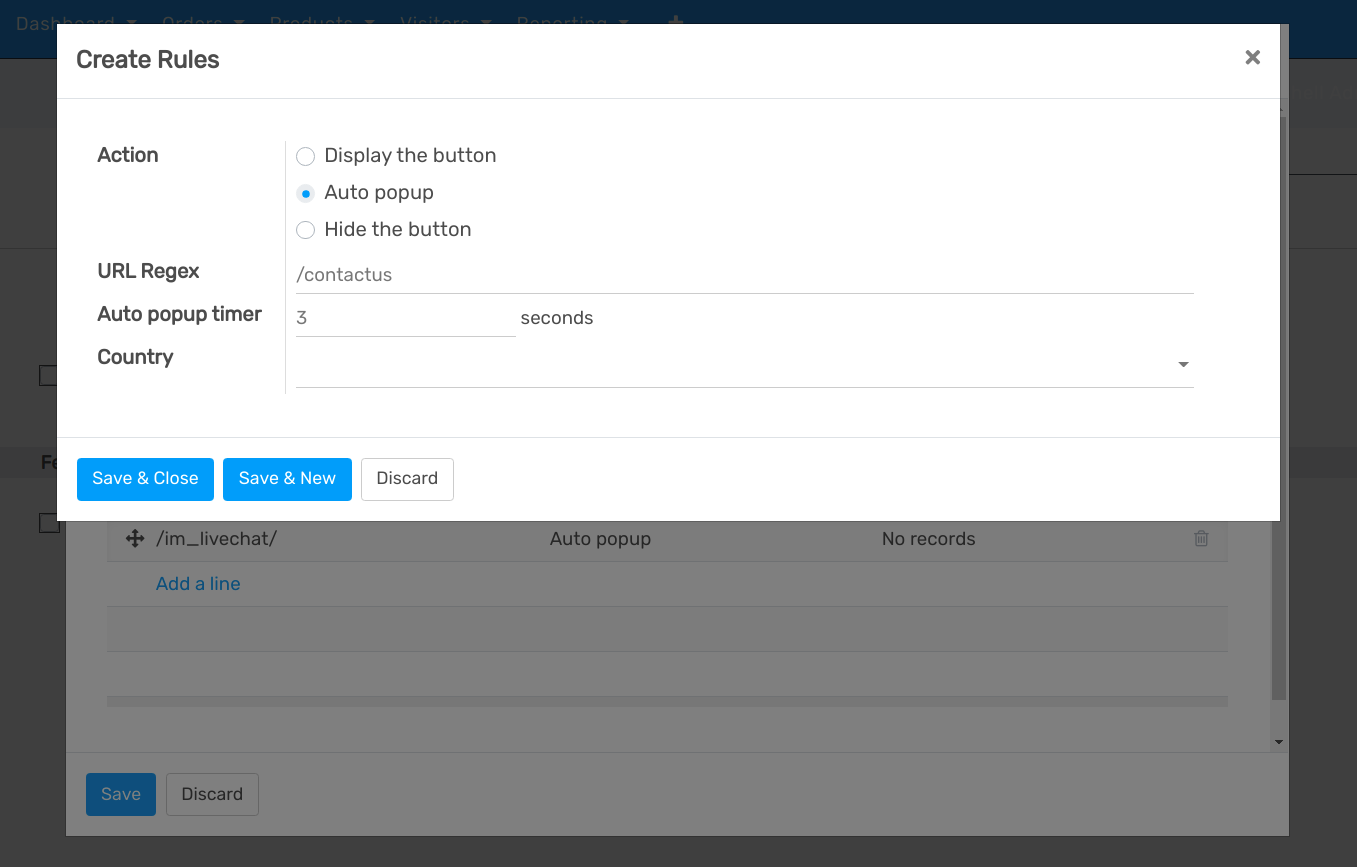 Dashboard Orders Products Visitors Reporting
Create Rules
Action
Display the button
Auto popup
Hide the button
URL Regex /contactus
Auto popup timer 3 seconds
Country
Save & Close Save & New Discard
/im_livechat/ Auto popup No records
Add a line
Save Discard